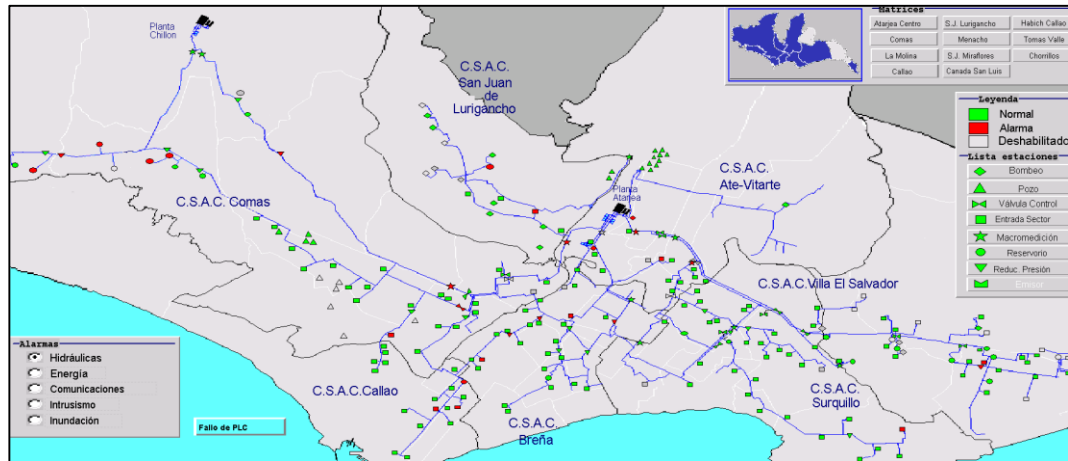 Matrices
Atarjea Centro
S.J. Lurigancho
Habich Callao
Comas
Menacho
Tomas Valle
La Molina
S.J. Miraflores
Chorrillos
Callao
Canada San Luis
Planta
Chillon
C.S.A.C.
San Juan
de
Lurigancho
Leyenda
Normal
Alarma
Deshabilitado
Lista estaciones
Bombeo
Pozo
Válvula Control
Entrada Sector
Macromedición
Reservorio
Reduc. Presión
Emisor
C.S.A.C.
Ate-Vitarte
Planta
Atarjea
C.S.A.C. Comas
C.S.A.C.Villa El Salvador
Alarmas
Hidráulicas
Energía
Comunicaciones
Intrusismo
Inundación
Fallo de PLC
C.S.A.C.Callao
C.S.A.C.
Breña
C.S.A.C.
Surquillo